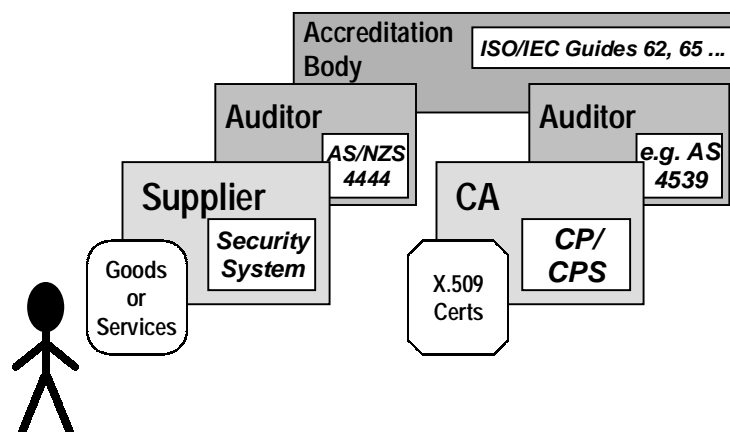 Accreditation
Body
ISO/IEC Guides 62, 65 ...
Auditor
AS/NZS
4444
Auditor
e.g. AS
4539
Supplier
Security
System
CA
CP/
CPS
Goods
or
Services
X.509
Certs